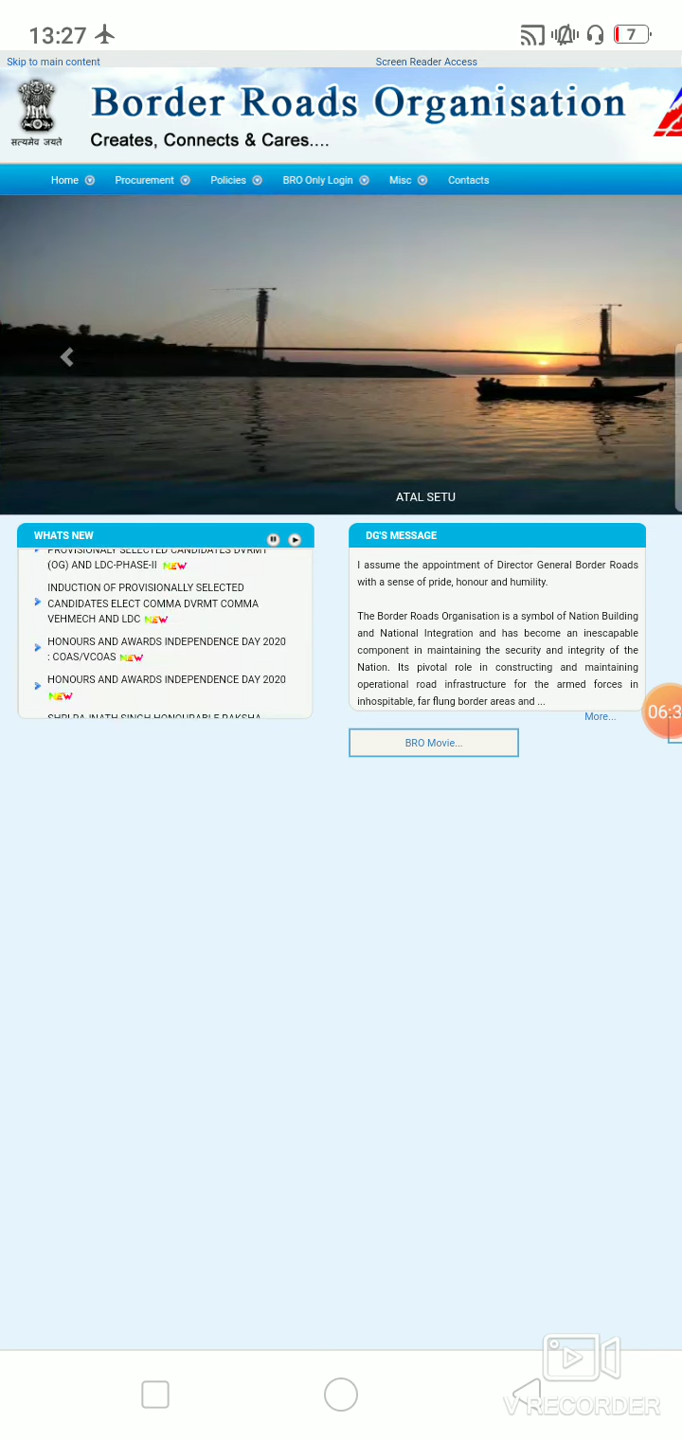 13:27
7
Skip to main content
Screen Reader Access
Border Roads Organisation
सत्यमेव जयते
Creates, Connects & Cares....
Home
Procurement
Policies
BRO Only Login
Misc
Contacts
ATAL SETU
WHATS NEW
PROVISIONALY SELECTED CANDIDATES DVRMT
(OG) AND LDC-PHASE-II NEW
INDUCTION OF PROVISIONALLY SELECTED
CANDIDATES ELECT COMMA DVRMT COMMA
VEHMECH AND LDC NEW
HONOURS AND AWARDS INDEPENDENCE DAY 2020
: COAS/VCOAS NEW
HONOURS AND AWARDS INDEPENDENCE DAY 2020
NEW
DG'S MESSAGE
I assume the appointment of Director General Border Roads
with a sense of pride, honour and humility.
The Border Roads Organisation is a symbol of Nation Building
and National Integration and has become an inescapable
component in maintaining the security and integrity of the
Nation. Its pivotal role in constructing and maintaining
operational road infrastructure for the armed forces in
inhospitable, far flung border areas and ...
More...
BRO Movie...
06:3
V RECORDER